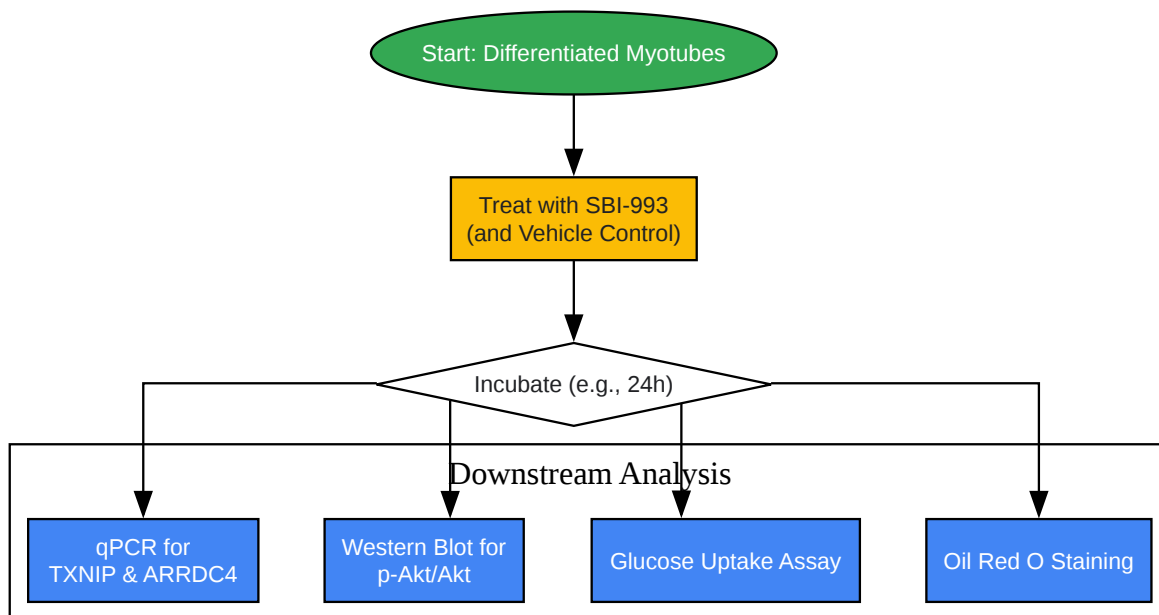 Start: Differentiated Myotubes
Treat with SBI-993
(and Vehicle Control)
Incubate (e.g., 24h)
Downstream Analysis
qPCR for
TXNIP & ARRDC4
Western Blot for
p-Akt/Akt
Glucose Uptake Assay
Oil Red O Staining